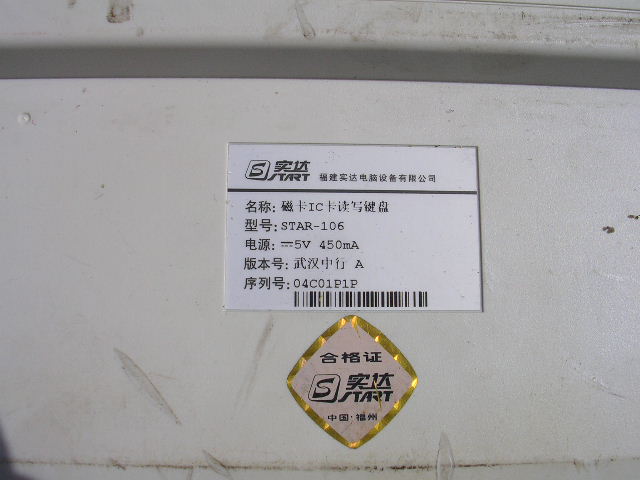 实达
START
福建实达电脑设备有限公司
名称: 磁卡IC卡读写键盘
型号: STAR-106
电源: ⎓5V 450mA
版本号: 武汉中行 A
序列号: 04C01P1P
合格证
实达
START
中国·福州